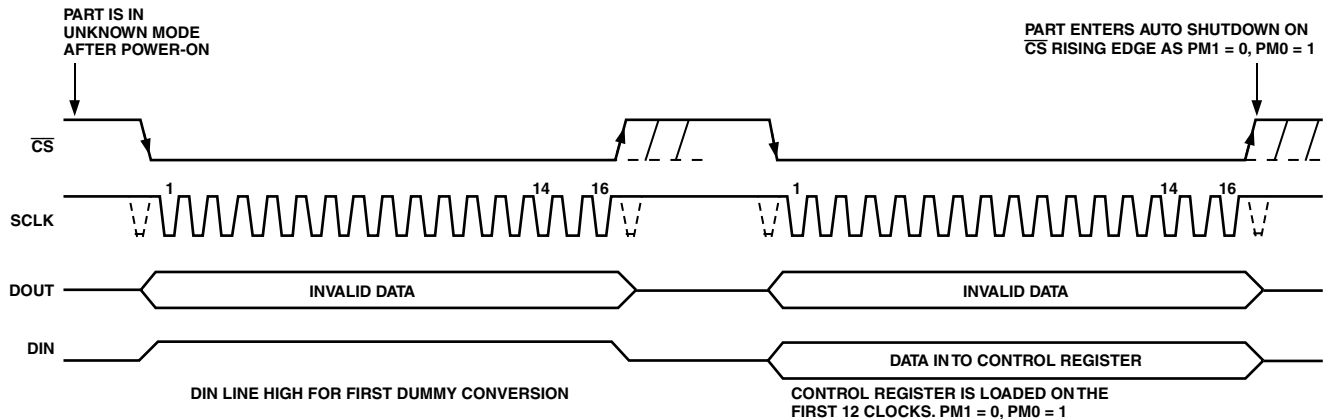 PART IS IN
UNKNOWN MODE
AFTER POWER-ON
PART ENTERS AUTO SHUTDOWN ON
CS RISING EDGE AS PM1 = 0, PM0 = 1
CS
1
14
16
1
14
16
SCLK
DOUT
INVALID DATA
INVALID DATA
DIN
DATA IN TO CONTROL REGISTER
DIN LINE HIGH FOR FIRST DUMMY CONVERSION
CONTROL REGISTER IS LOADED ON THE
FIRST 12 CLOCKS. PM1 = 0, PM0 = 1